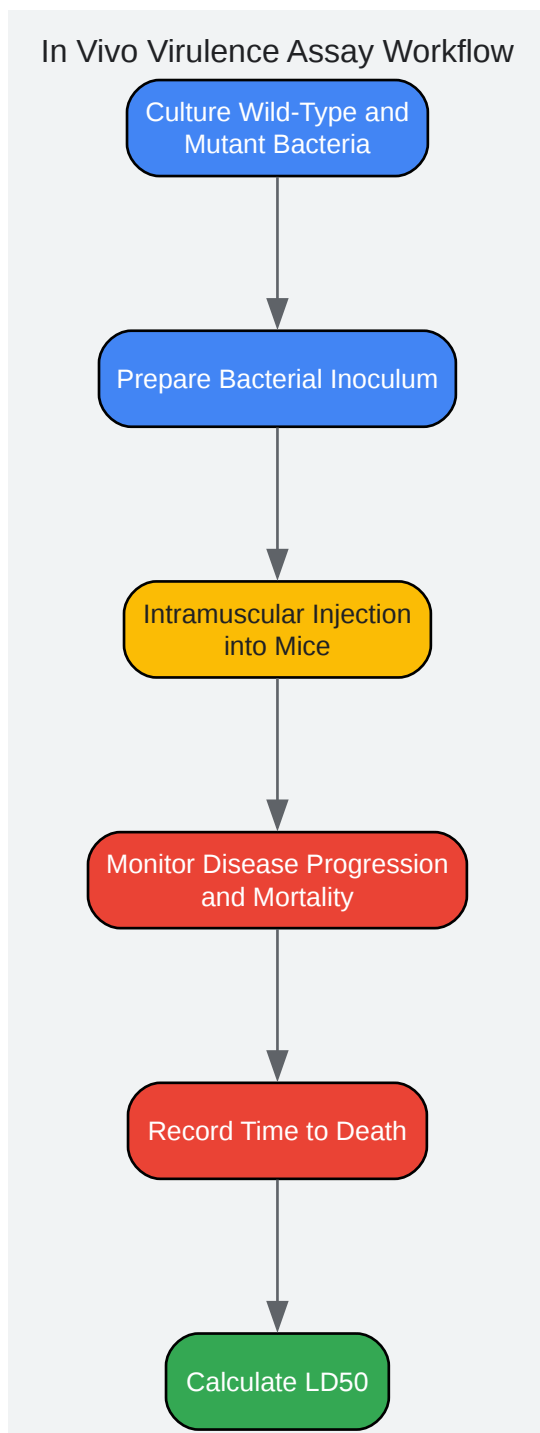 In Vivo Virulence Assay Workflow
Culture Wild-Type and
Mutant Bacteria
Prepare Bacterial Inoculum
Intramuscular Injection
into Mice
Monitor Disease Progression
and Mortality
Record Time to Death
Calculate LD50